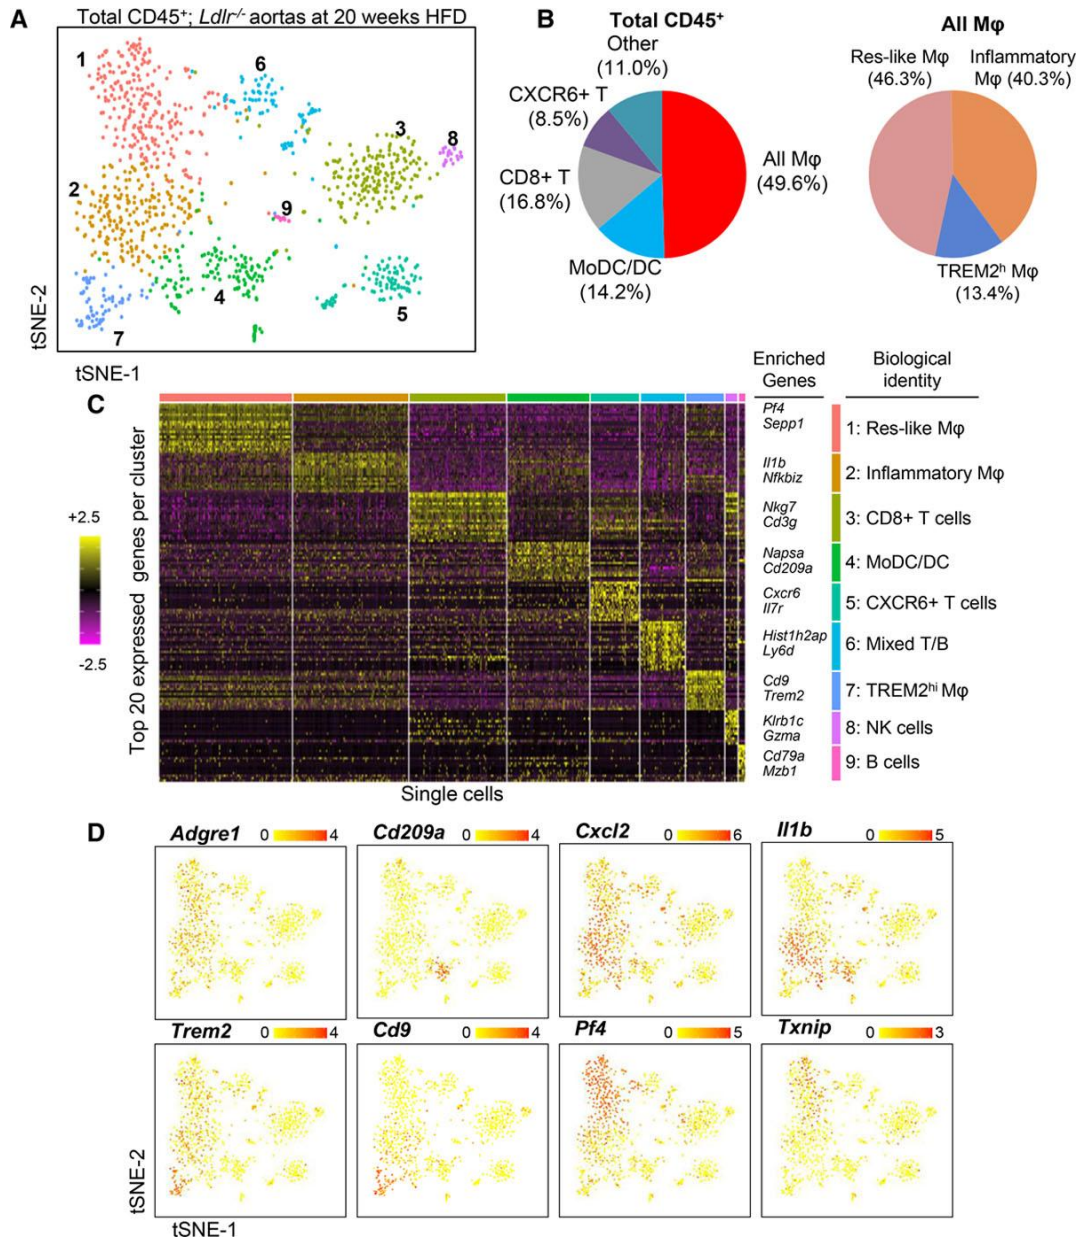 A
Total CD45⁺; Ldlr⁻/⁻ aortas at 20 weeks HFD
1
2
3
4
5
6
7
8
9
tSNE-2
tSNE-1
B
Total CD45⁺
Other
(11.0%)
CXCR6+ T
(8.5%)
CD8+ T
(16.8%)
MoDC/DC
(14.2%)
All Mφ
(49.6%)
All Mφ
Res-like Mφ
(46.3%)
Inflammatory
Mφ (40.3%)
TREM2ʰ Mφ
(13.4%)
C
Top 20 expressed genes per cluster
+2.5
-2.5
Single cells
Enriched
Genes
Biological
identity
Pf4
Sepp1
1: Res-like Mφ
Il1b
Nfkbiz
2: Inflammatory Mφ
Nkg7
Cd3g
3: CD8+ T cells
Napsa
Cd209a
4: MoDC/DC
Cxcr6
Il7r
5: CXCR6+ T cells
Hist1h2ap
Ly6d
6: Mixed T/B
Cd9
Trem2
7: TREM2ʰⁱ Mφ
Klrb1c
Gzma
8: NK cells
Cd79a
Mzb1
9: B cells
D
Adgre1 0 4
Cd209a 0 4
Cxcl2 0 6
Il1b 0 5
Trem2 0 4
Cd9 0 4
Pf4 0 5
Txnip 0 3
tSNE-2
tSNE-1